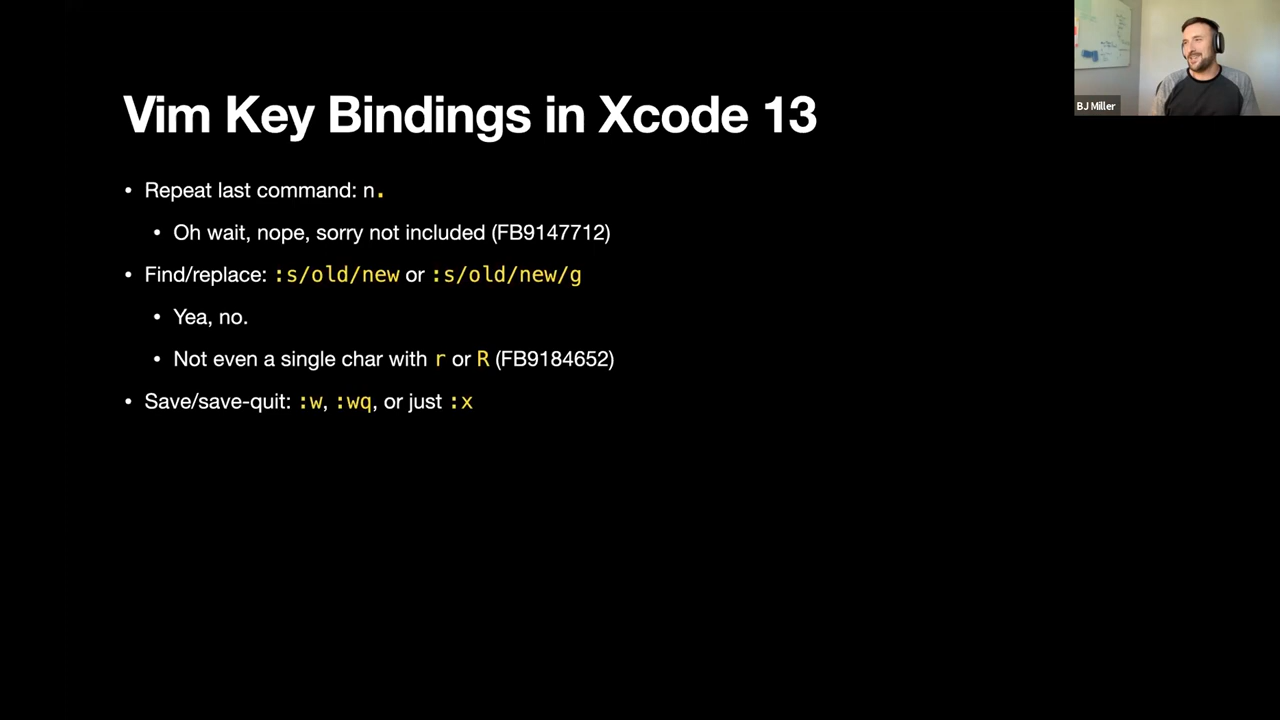 Vim Key Bindings in Xcode 13
BJ Miller
• Repeat last command: n.
• Oh wait, nope, sorry not included (FB9147712)
• Find/replace: :s/old/new or :s/old/new/g
• Yea, no.
• Not even a single char with r or R (FB9184652)
• Save/save-quit: :w, :wq, or just :x